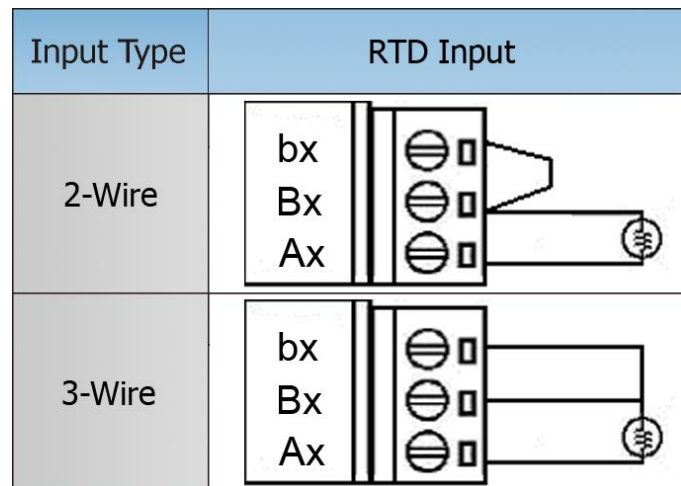 Input Type RTD Input
2-Wire
bx
Bx
Ax
3-Wire
bx
Bx
Ax